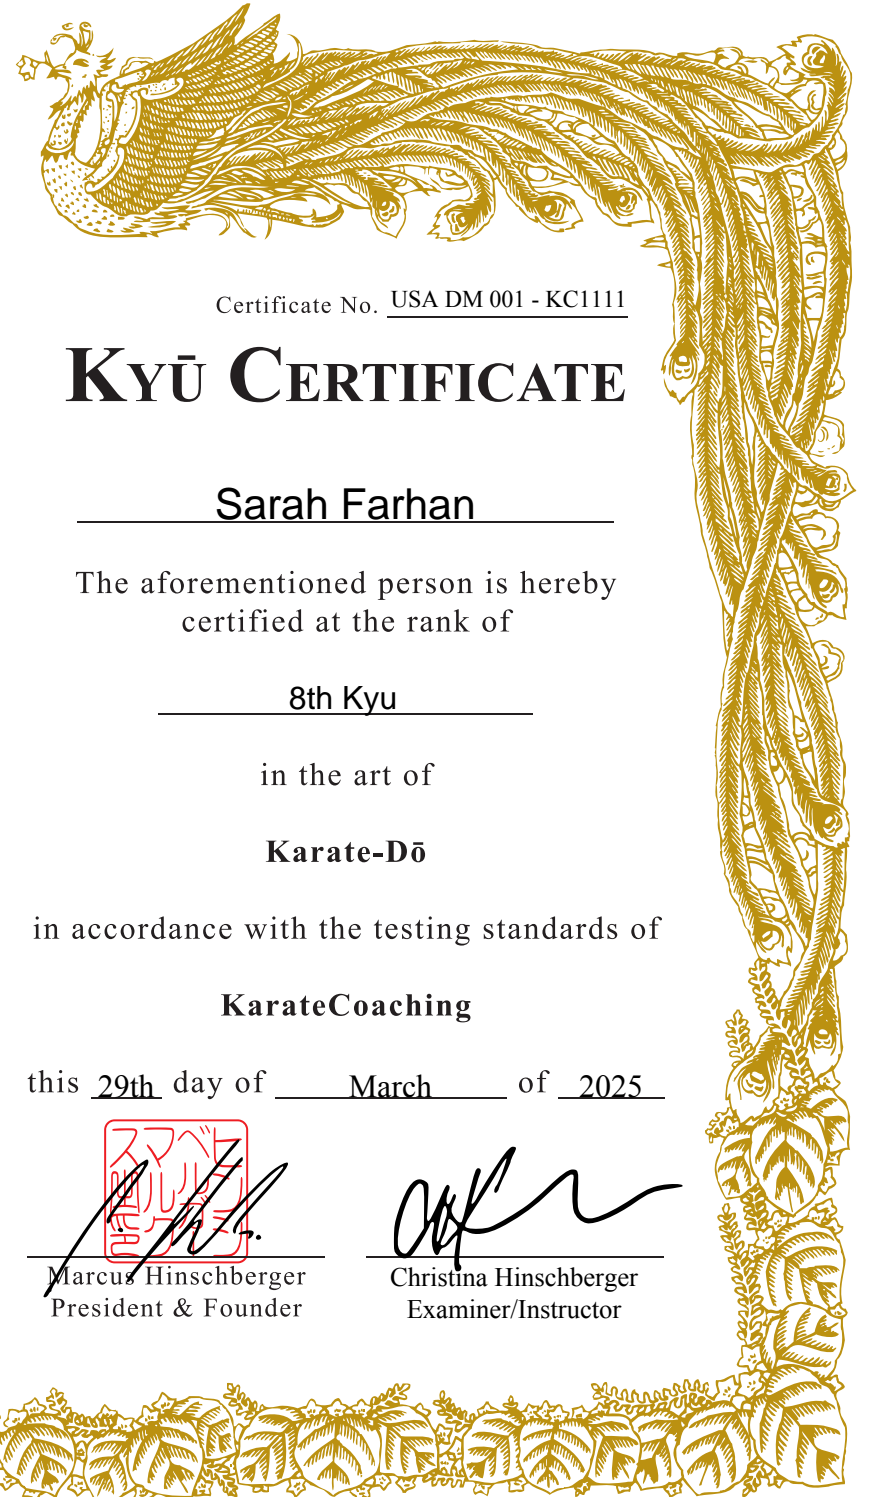 Certificate No. USA DM 001 - KC1111
KYŪ CERTIFICATE
Sarah Farhan
The aforementioned person is hereby
certified at the rank of
8th Kyu
in the art of
Karate-Dō
in accordance with the testing standards of
KarateCoaching
this 29th day of March of 2025
Marcus Hinschberger
President & Founder
Christina Hinschberger
Examiner/Instructor